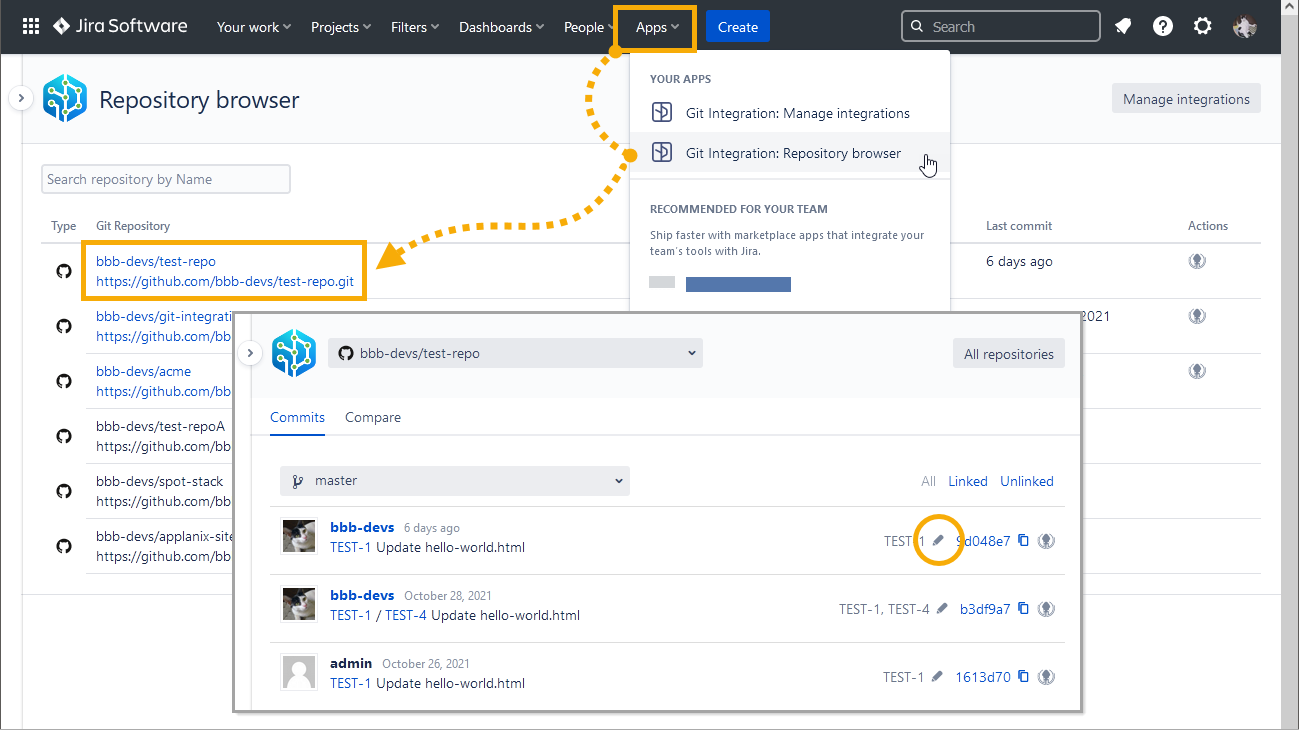 Jira Software
Your work
Projects
Filters
Dashboards
People
Apps
Create
Search
Repository browser
Manage integrations
YOUR APPS
Git Integration: Manage integrations
Git Integration: Repository browser
RECOMMENDED FOR YOUR TEAM
Ship faster with marketplace apps that integrate your
team's tools with Jira.
Search repository by Name
Type Git Repository Last commit Actions
bbb-devs/test-repo 6 days ago
https://github.com/bbb-devs/test-repo.git
bbb-devs/git-integrati 2021
https://github.com/bb
bbb-devs/acme
https://github.com/bb
bbb-devs/test-repoA
https://github.com/bb
bbb-devs/spot-stack
https://github.com/bb
bbb-devs/applanix-site
https://github.com/bb
bbb-devs/test-repo
All repositories
Commits Compare
master
All Linked Unlinked
bbb-devs 6 days ago
TEST-1 Update hello-world.html
TEST-1 9d048e7
bbb-devs October 28, 2021
TEST-1 / TEST-4 Update hello-world.html
TEST-1, TEST-4 b3df9a7
admin October 26, 2021
TEST-1 Update hello-world.html
TEST-1 1613d70